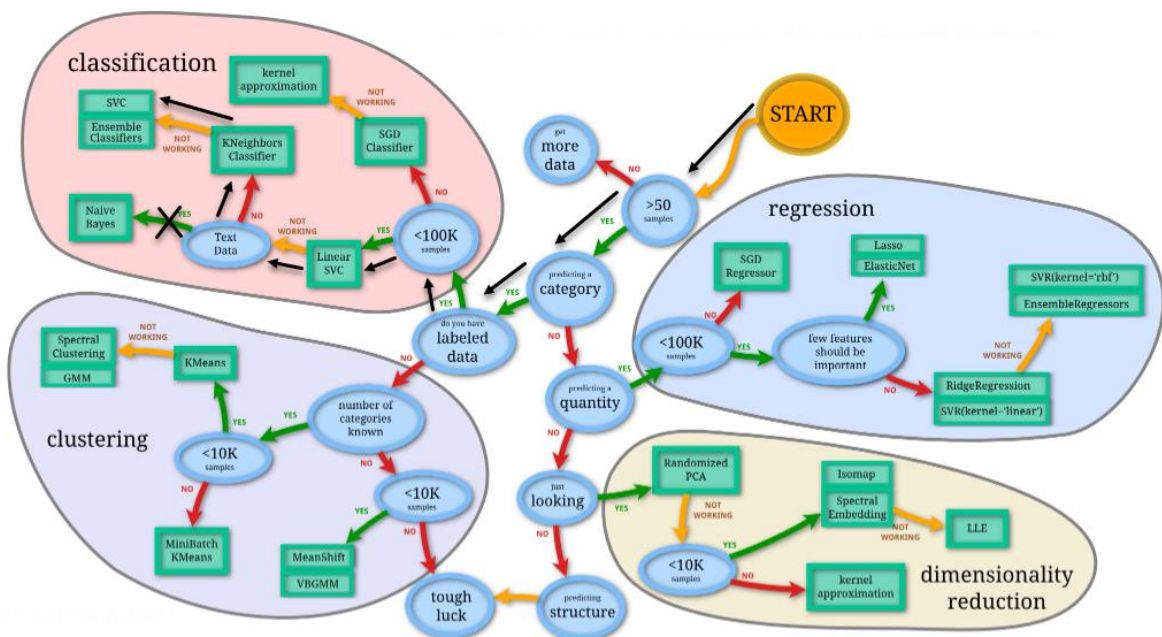 classification
kernel
approximation
NOT
WORKING
SVC
Ensemble
Classifiers
NOT
WORKING
KNeighbors
Classifier
SGD
Classifier
NO
Naive
Bayes
YES
Text
Data
NO
NOT
WORKING
Linear
SVC
YES
<100K
samples
YES
START
get
more
data
NO
>50
samples
YES
predicting a
category
YES
do you have
labeled
data
NO
NO
predicting a
quantity
YES
NO
just
looking
YES
NO
predicting
structure
tough
luck
regression
SGD
Regressor
NO
<100K
samples
YES
few features
should be
important
YES
Lasso
ElasticNet
NO
RidgeRegression
SVR(kernel='linear')
NOT
WORKING
SVR(kernel='rbf')
EnsembleRegressors
clustering
Spectral
Clustering
GMM
NOT
WORKING
KMeans
YES
<10K
samples
NO
MiniBatch
KMeans
YES
number of
categories
known
NO
<10K
samples
YES
MeanShift
VBGMM
NO
Randomized
PCA
NOT
WORKING
<10K
samples
YES
Isomap
Spectral
Embedding
NOT
WORKING
LLE
NO
kernel
approximation
dimensionality
reduction